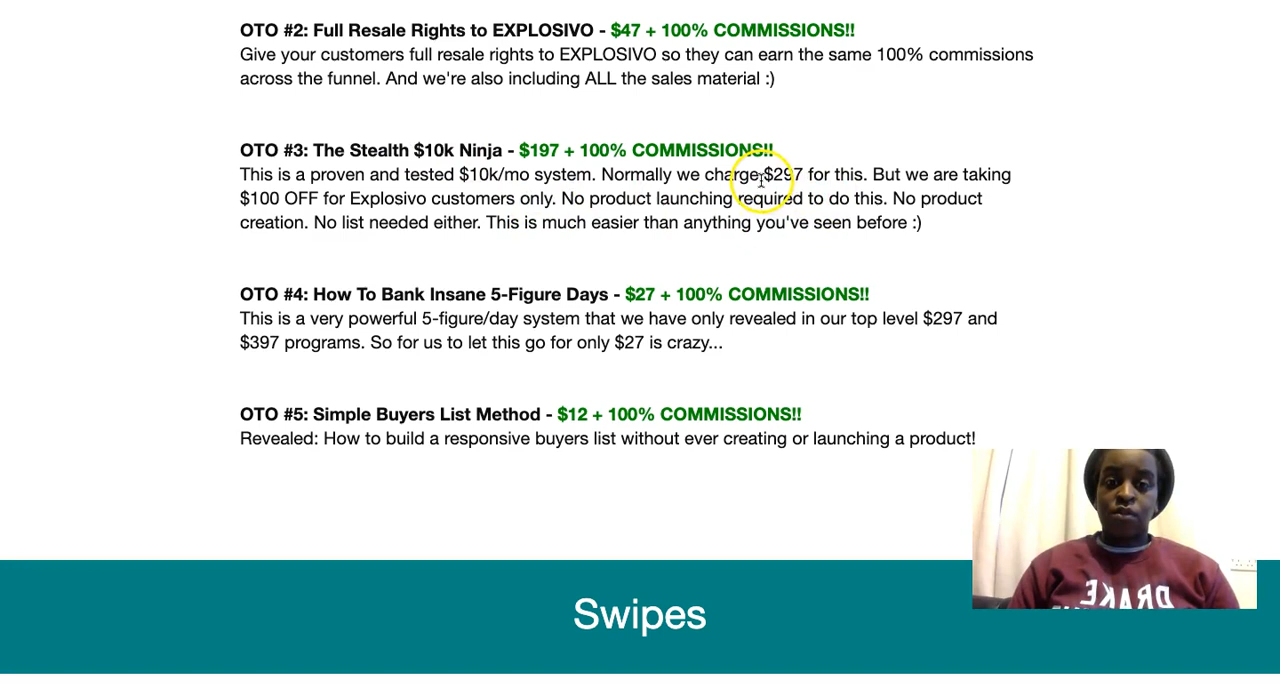 OTO #2: Full Resale Rights to EXPLOSIVO - $47 + 100% COMMISSIONS!!
Give your customers full resale rights to EXPLOSIVO so they can earn the same 100% commissions
across the funnel. And we're also including ALL the sales material :)
OTO #3: The Stealth $10k Ninja - $197 + 100% COMMISSIONS!!
This is a proven and tested $10k/mo system. Normally we charge $297 for this. But we are taking
$100 OFF for Explosivo customers only. No product launching required to do this. No product
creation. No list needed either. This is much easier than anything you've seen before :)
OTO #4: How To Bank Insane 5-Figure Days - $27 + 100% COMMISSIONS!!
This is a very powerful 5-figure/day system that we have only revealed in our top level $297 and
$397 programs. So for us to let this go for only $27 is crazy...
OTO #5: Simple Buyers List Method - $12 + 100% COMMISSIONS!!
Revealed: How to build a responsive buyers list without ever creating or launching a product!
DRAKE
Swipes